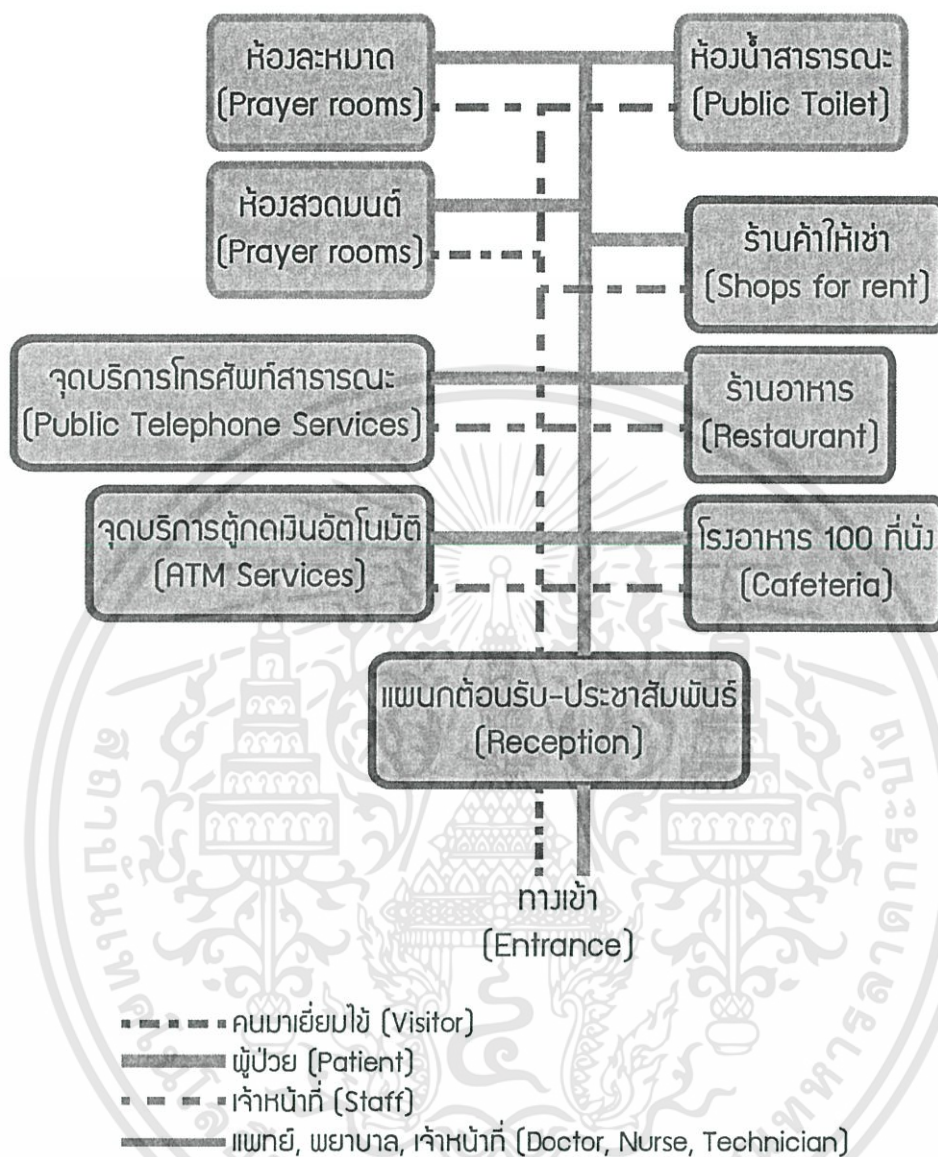 ห้องละหมาด
(Prayer rooms)
ห้องน้ำสาธารณะ
(Public Toilet)
ห้องสวดมนต์
(Prayer rooms)
ร้านค้าให้เช่า
(Shops for rent)
จุดบริการโทรศัพท์สาธารณะ
(Public Telephone Services)
ร้านอาหาร
(Restaurant)
จุดบริการตู้กดเงินอัตโนมัติ
(ATM Services)
โรงอาหาร 100 ที่นั่ง
(Cafeteria)
แผนกต้อนรับ-ประชาสัมพันธ์
(Reception)
ทางเข้า
(Entrance)
คนมาเยี่ยมไข้ (Visitor)
ผู้ป่วย (Patient)
เจ้าหน้าที่ (Staff)
แพทย์, พยาบาล, เจ้าหน้าที่ (Doctor, Nurse, Technician)